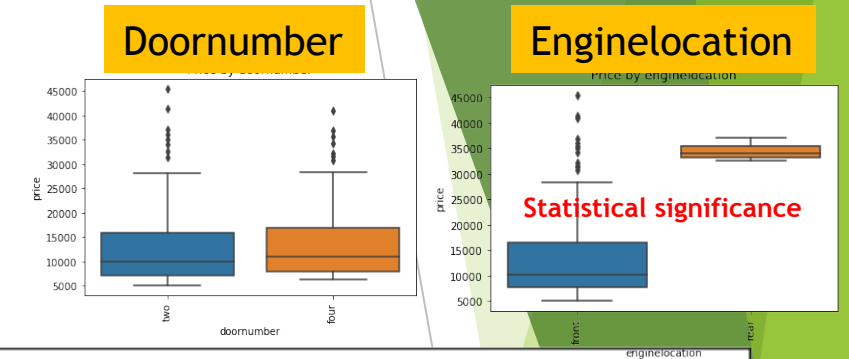 Doornumber
Price by doornumber
45000
40000
35000
30000
25000
20000
15000
10000
5000
price
two
four
doornumber
Enginelocation
Price by enginelocation
45000
40000
35000
30000
25000
20000
15000
10000
5000
price
Statistical significance
front
rear
enginelocation